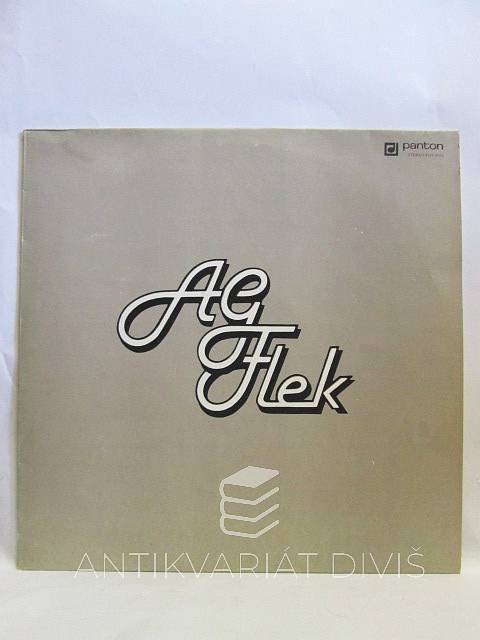 panton
AG
Flek
ANTIKVARIÁT DIVIŠ